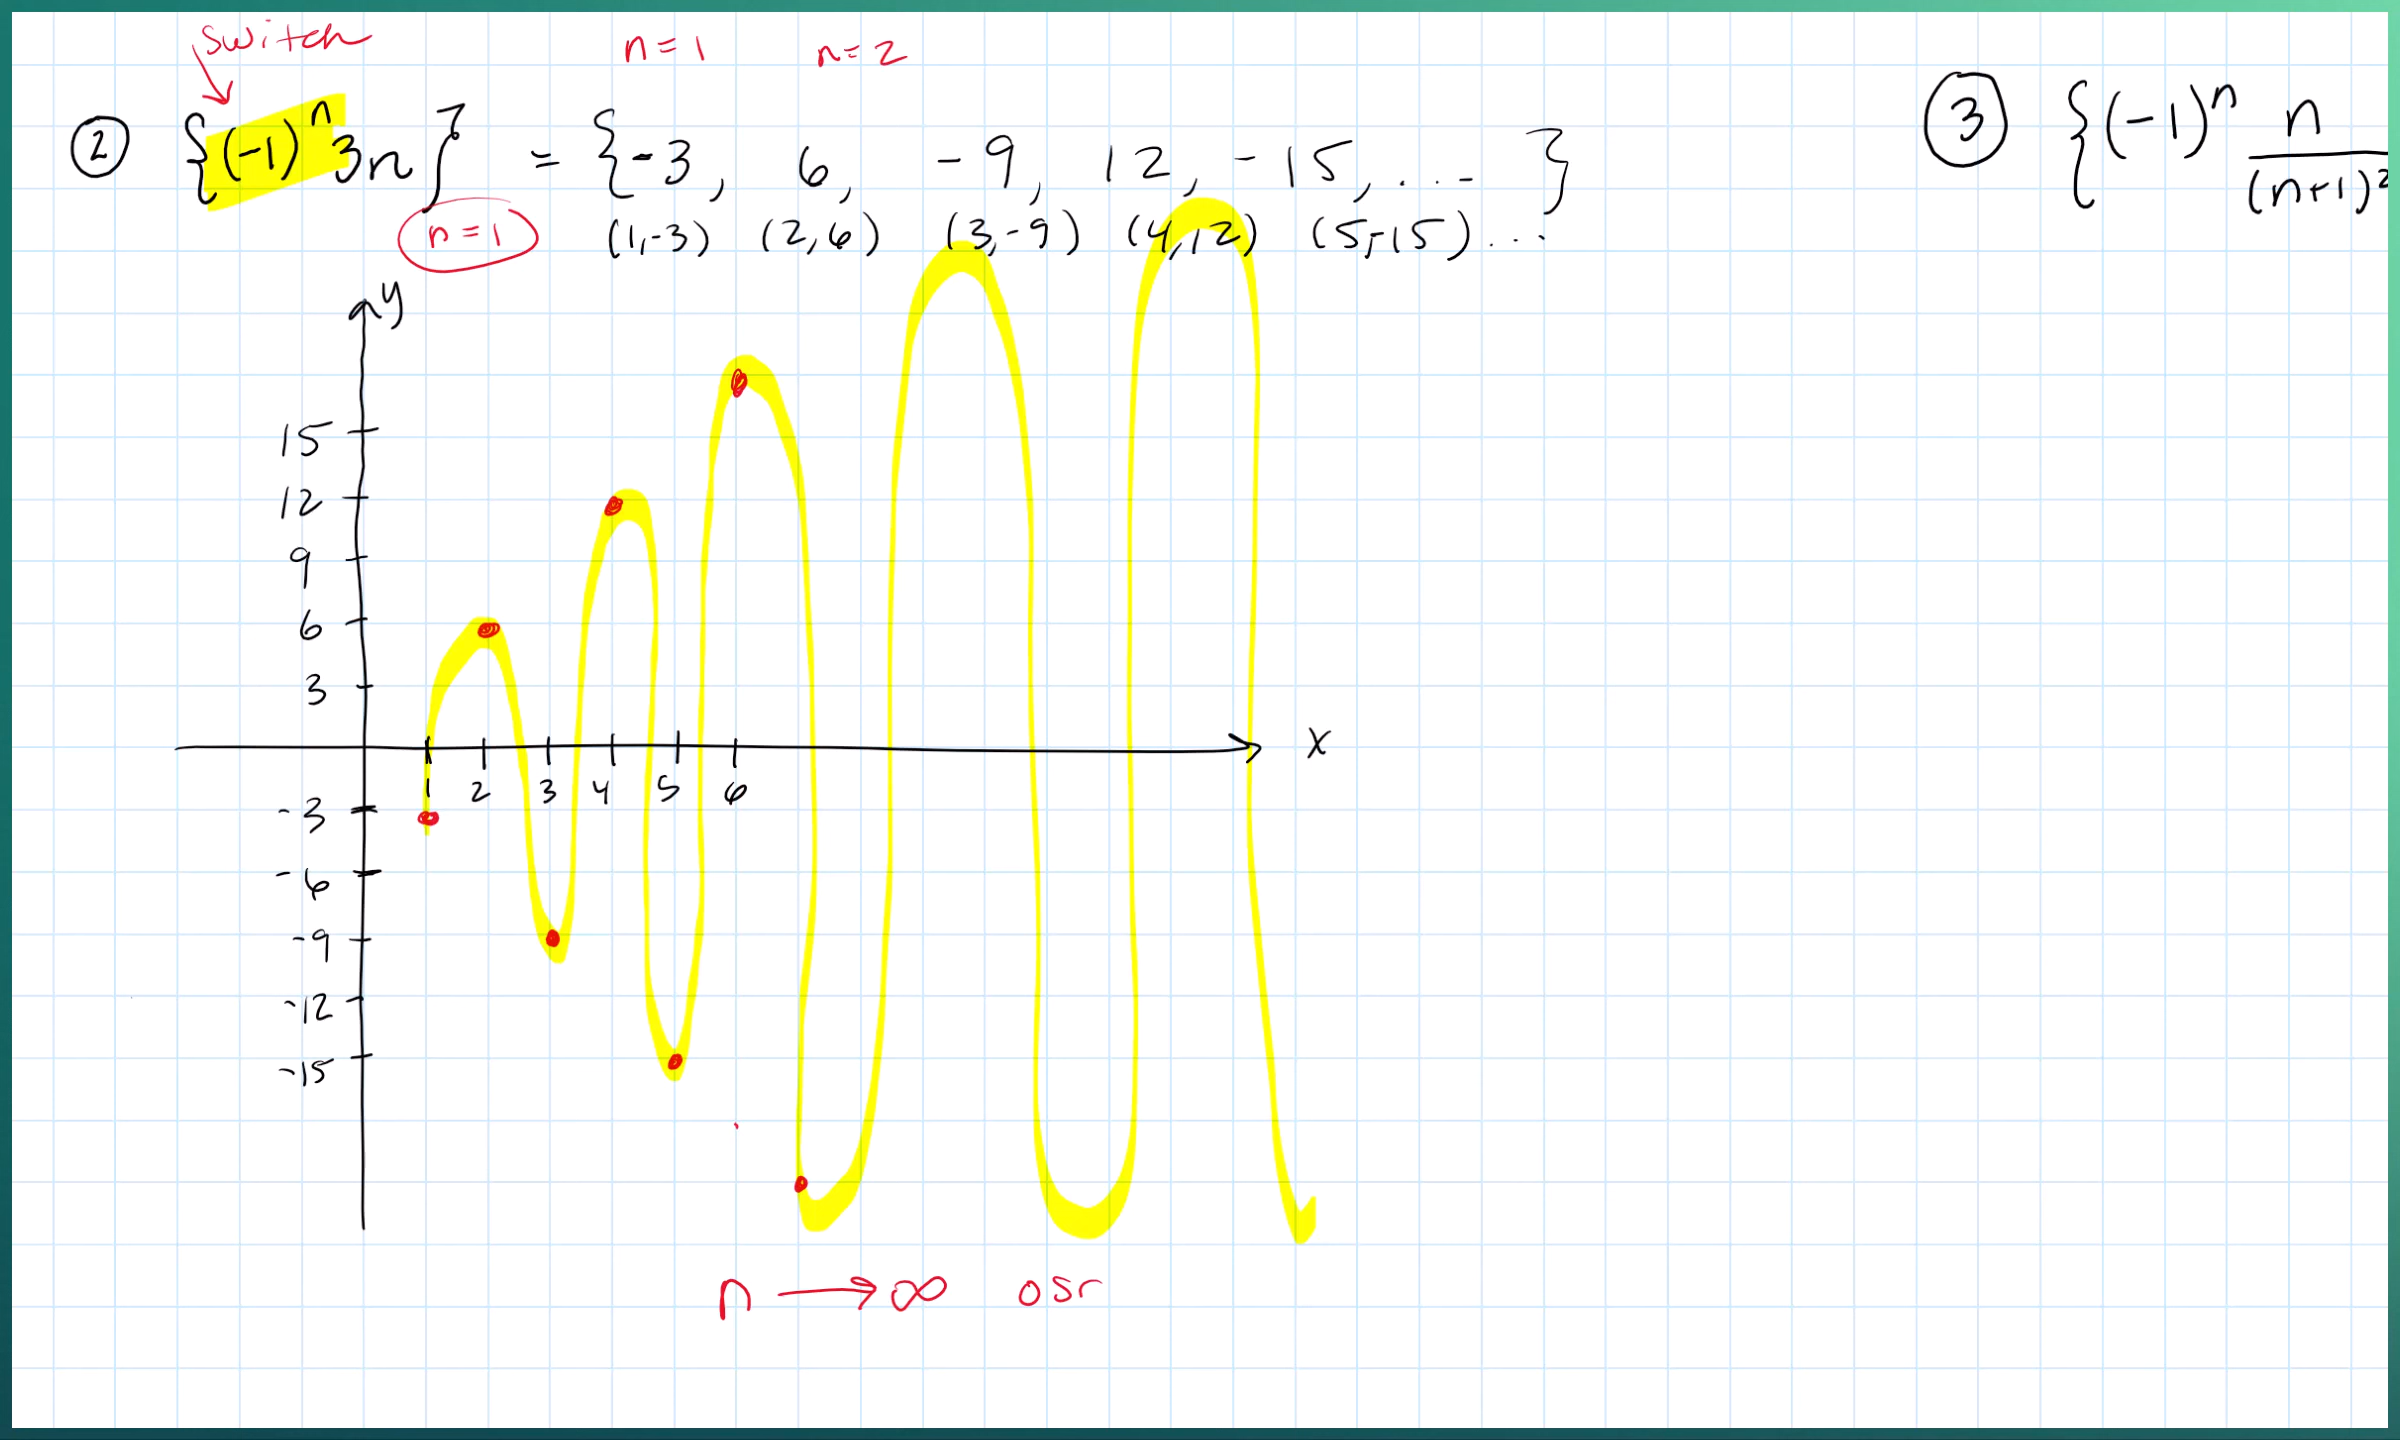 switch
n=1 n=2
② {(-1)ⁿ3n} = {-3, 6, -9, 12, -15, ... }
n=1
(1,-3) (2,6) (3,-9) (4,12) (5,-15)...
③ {(-1)ⁿ n/(n+1)²
y
15
12
9
6
3
x
1 2 3 4 5 6
-3
-6
-9
-12
-15
n → ∞ osr